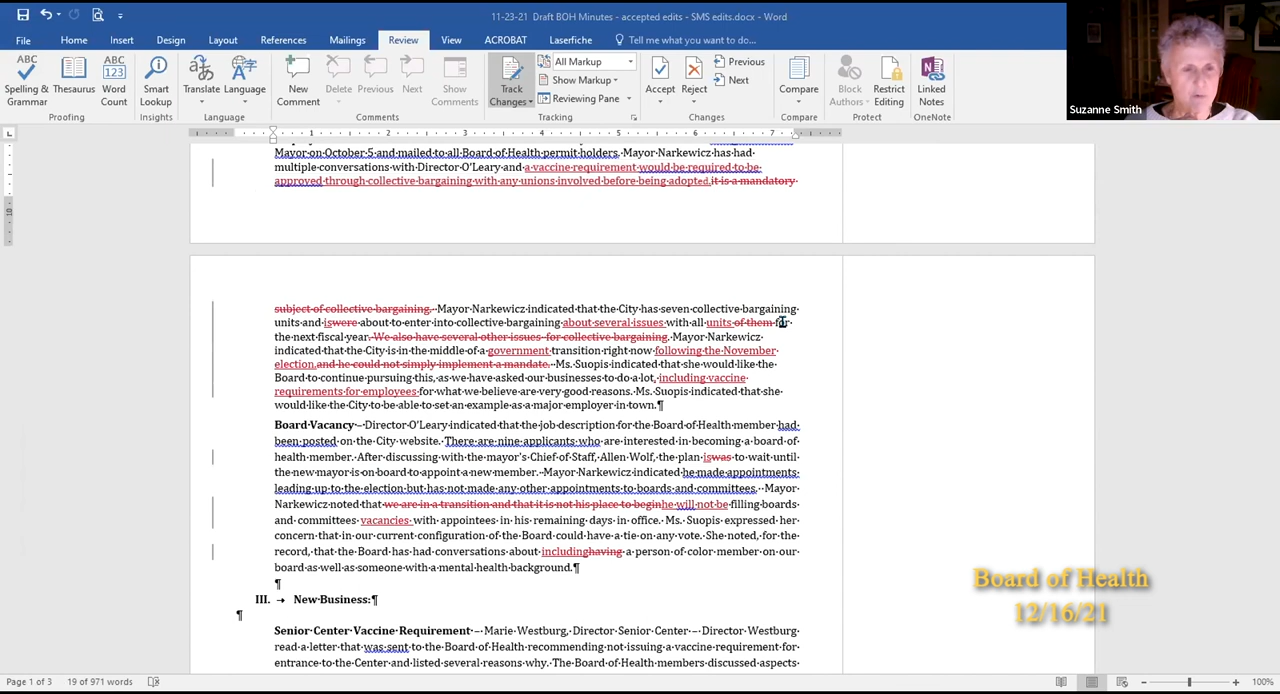 11-23-21 Draft BOH Minutes - accepted edits - SMS edits.docx - Word
File Home Insert Design Layout References Mailings Review View ACROBAT Laserfiche Tell me what you want to do...
ABC Spelling & Grammar Thesaurus ABC 123 Word Count Smart Lookup Translate Language New Comment Delete Previous Next Show Comments Track Changes All Markup Show Markup Reviewing Pane Accept Reject Previous Next Compare Block Authors Restrict Editing Linked Notes
Proofing Insights Language Comments Tracking Changes Compare Protect OneNote
Suzanne Smith
1 2 3 4 5 6 7
Mayor on October 5 and mailed to all Board of Health permit holders. Mayor Narkewicz has had
multiple conversations with Director O'Leary and a vaccine requirement would be required to be
approved through collective bargaining with any unions involved before being adopted.it is a mandatory
subject of collective bargaining. Mayor Narkewicz indicated that the City has seven collective bargaining
units and iswere about to enter into collective bargaining about several issues with all units of them for
the next fiscal year. We also have several other issues for collective bargaining. Mayor Narkewicz
indicated that the City is in the middle of a government transition right now following the November
election.and he could not simply implement a mandate. Ms. Suopis indicated that she would like the
Board to continue pursuing this, as we have asked our businesses to do a lot, including vaccine
requirements for employees for what we believe are very good reasons. Ms. Suopis indicated that she
would like the City to be able to set an example as a major employer in town.¶
Board Vacancy – Director O'Leary indicated that the job description for the Board of Health member had
been posted on the City website. There are nine applicants who are interested in becoming a board of
health member. After discussing with the mayor's Chief of Staff, Allen Wolf, the plan iswas to wait until
the new mayor is on board to appoint a new member. Mayor Narkewicz indicated he made appointments
leading up to the election but has not made any other appointments to boards and committees. Mayor
Narkewicz noted that we are in a transition and that it is not his place to beginhe will not be filling boards
and committees vacancies with appointees in his remaining days in office. Ms. Suopis expressed her
concern that in our current configuration of the Board could have a tie on any vote. She noted, for the
record, that the Board has had conversations about includinghaving a person of color member on our
board as well as someone with a mental health background.¶
¶
III. → New Business:¶
¶
Senior Center Vaccine Requirement – Marie Westburg, Director Senior Center – Director Westburg
read a letter that was sent to the Board of Health recommending not issuing a vaccine requirement for
entrance to the Center and listed several reasons why. The Board of Health members discussed aspects
Board of Health
12/16/21
Page 1 of 3 19 of 971 words 100%